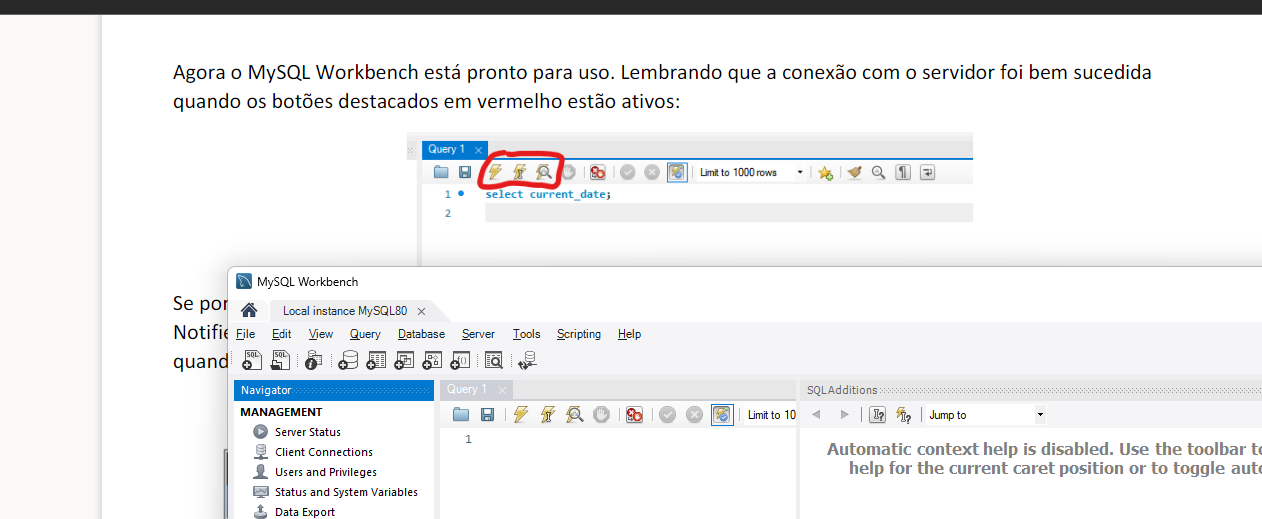 Agora o MySQL Workbench está pronto para uso. Lembrando que a conexão com o servidor foi bem sucedida
quando os botões destacados em vermelho estão ativos:
Query 1
Limit to 1000 rows
1 select current_date;
2
Se por
Notifi
quand
MySQL Workbench
Local instance MySQL80
File Edit View Query Database Server Tools Scripting Help
Navigator
MANAGEMENT
Server Status
Client Connections
Users and Privileges
Status and System Variables
Data Export
Query 1
Limit to 10
1
SQLAdditions
Jump to
Automatic context help is disabled. Use the toolbar to
help for the current caret position or to toggle auto